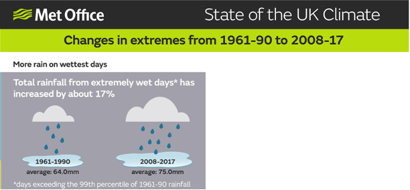 Met Office
State of the UK Climate
Changes in extremes from 1961-90 to 2008-17
More rain on wettest days
Total rainfall from extremely wet days* has
increased by about 17%
1961-1990
2008-2017
average: 64.0mm
average: 75.0mm
*days exceeding the 99th percentile of 1961-90 rainfall